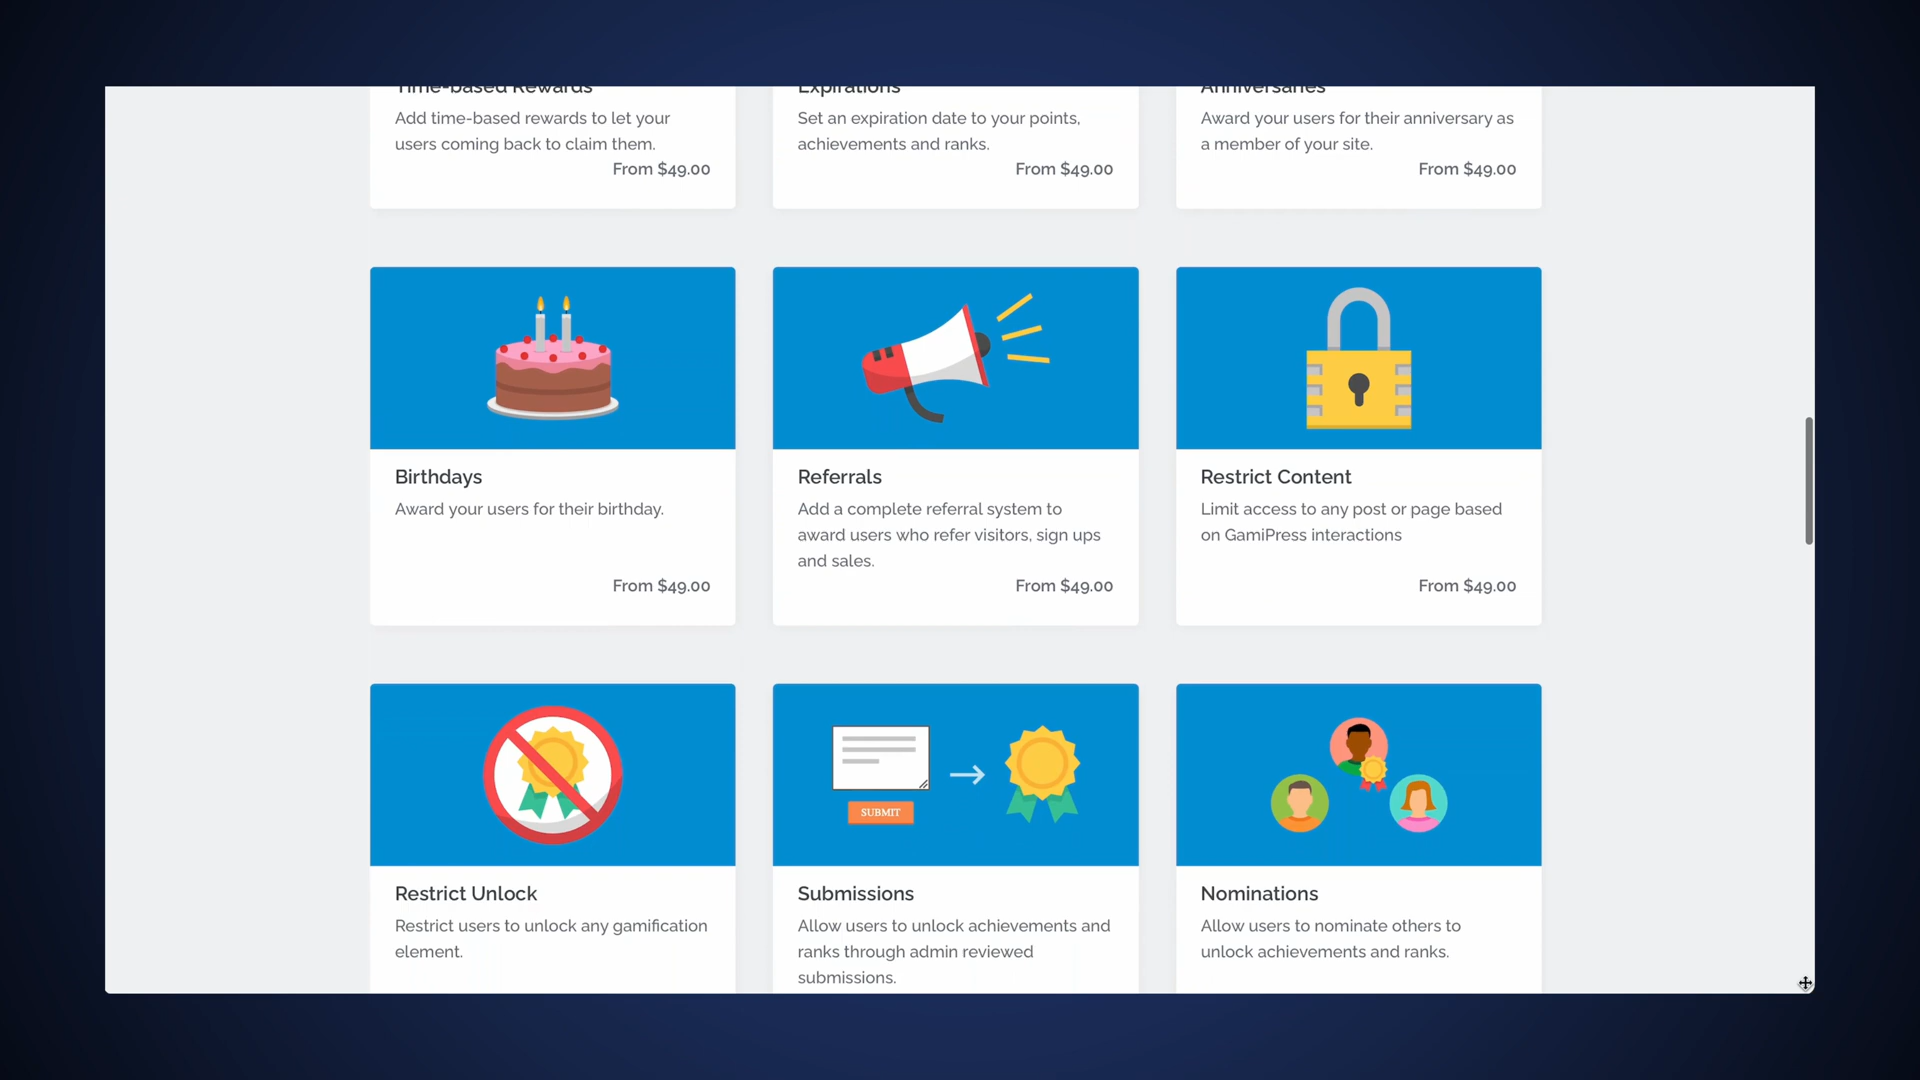 Time-based Rewards
Expirations
Anniversaries
Add time-based rewards to let your
users coming back to claim them.
From $49.00
Set an expiration date to your points,
achievements and ranks.
From $49.00
Award your users for their anniversary as
a member of your site.
From $49.00
Birthdays
Award your users for their birthday.
From $49.00
Referrals
Add a complete referral system to
award users who refer visitors, sign ups
and sales.
From $49.00
Restrict Content
Limit access to any post or page based
on GamiPress interactions
From $49.00
SUBMIT
Restrict Unlock
Restrict users to unlock any gamification
element.
Submissions
Allow users to unlock achievements and
ranks through admin reviewed
submissions.
Nominations
Allow users to nominate others to
unlock achievements and ranks.